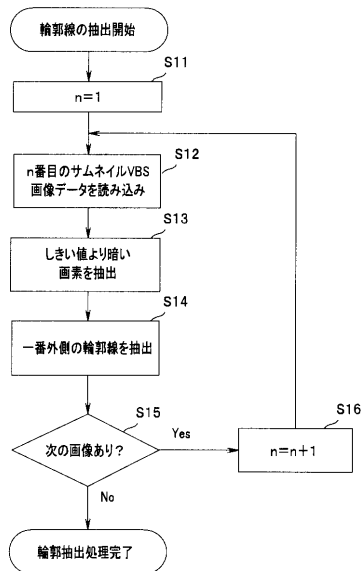 輪郭線の抽出開始
S11
n=1
S12
n番目のサムネイルVBS
画像データを読み込み
S13
しきい値より暗い
画素を抽出
S14
一番外側の輪郭線を抽出
S15
次の画像あり?
Yes
S16
n=n+1
No
輪郭抽出処理完了